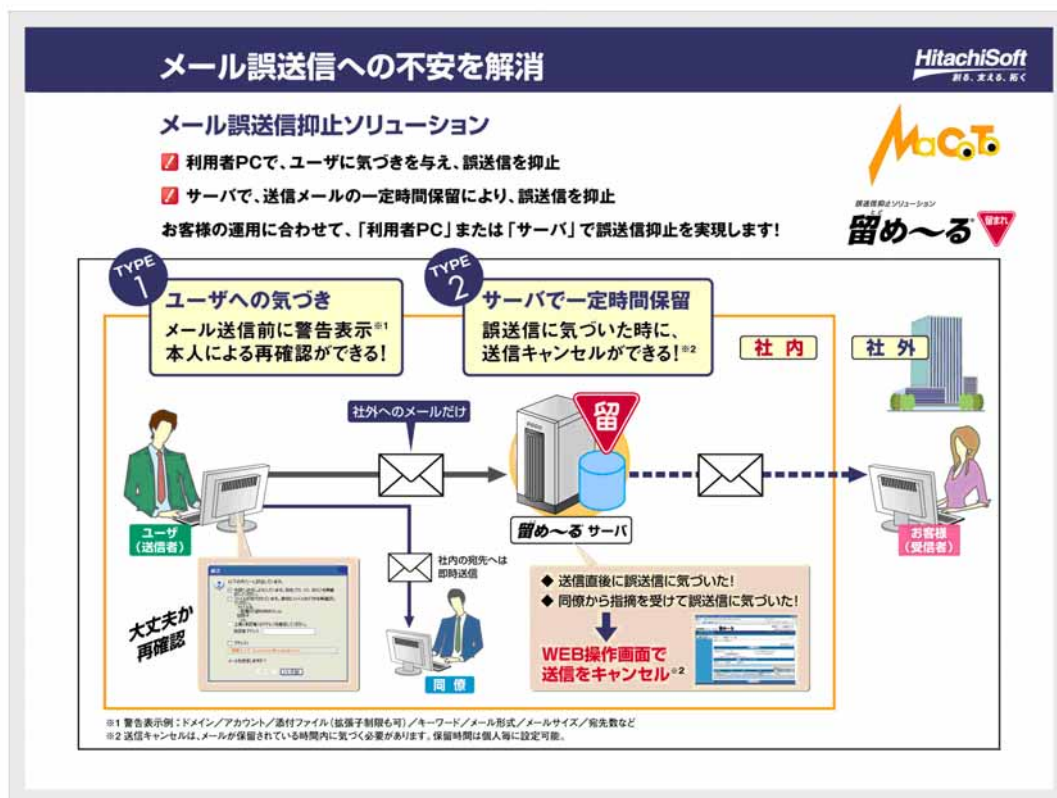 メール誤送信への不安を解消
HitachiSoft
創る、支える、拓く
メール誤送信抑止ソリューション
利用者PCで、ユーザに気づきを与え、誤送信を抑止
サーバで、送信メールの一定時間保留により、誤送信を抑止
お客様の運用に合わせて、「利用者PC」または「サーバ」で誤送信抑止を実現します！
MaCoTo
誤送信抑止ソリューション
留め～る
留まれ
TYPE 1
ユーザへの気づき
メール送信前に警告表示※1
本人による再確認ができる！
TYPE 2
サーバで一定時間保留
誤送信に気づいた時に、
送信キャンセルができる！※2
社内
社外
社外へのメールだけ
留
ユーザ
（送信者）
留め～る サーバ
お客様
（受信者）
社内の宛先へは
即時送信
大丈夫か
再確認
同僚
◆ 送信直後に誤送信に気づいた！
◆ 同僚から指摘を受けて誤送信に気づいた！
WEB操作画面で
送信をキャンセル※2
※1 警告表示例：ドメイン／アカウント／添付ファイル（拡張子制限も可）／キーワード／メール形式／メールサイズ／宛先数など
※2 送信キャンセルは、メールが保留されている時間内に気づく必要があります。保留時間は個人毎に設定可能。